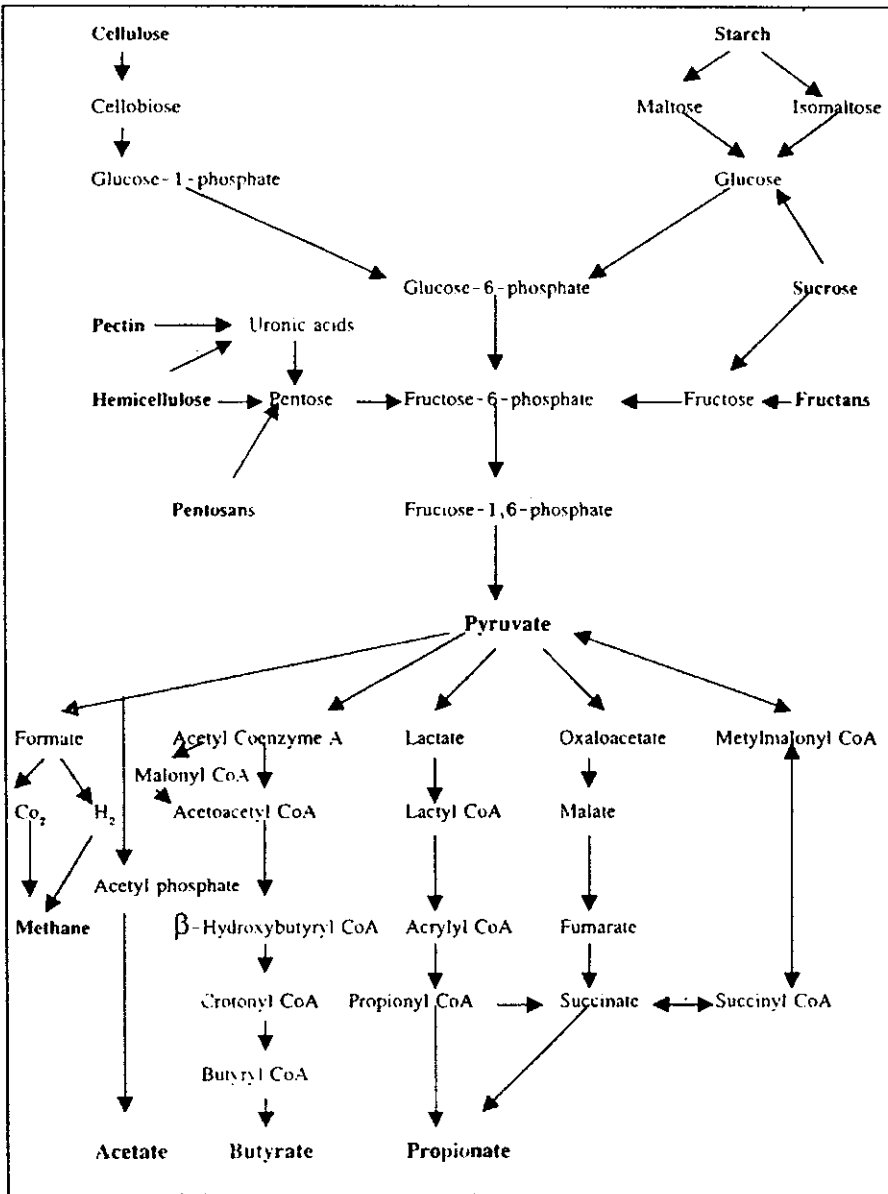 Cellulose Starch
Cellobiose Maltose Isomaltose
Glucose-1-phosphate Glucose
Glucose-6-phosphate Sucrose
Pectin Uronic acids
Hemicellulose Pentose Fructose-6-phosphate Fructose Fructans
Pentosans Fructose-1,6-phosphate
Pyruvate
Formate Acetyl Coenzyme A Lactate Oxaloacetate Metylmalonyl CoA
Malonyl CoA
Co₂ H₂ Acetoacetyl CoA Lactyl CoA Malate
Acetyl phosphate
Methane β-Hydroxybutyryl CoA Acrylyl CoA Fumarate
Crotonyl CoA Propionyl CoA Succinate Succinyl CoA
Butyryl CoA
Acetate Butyrate Propionate